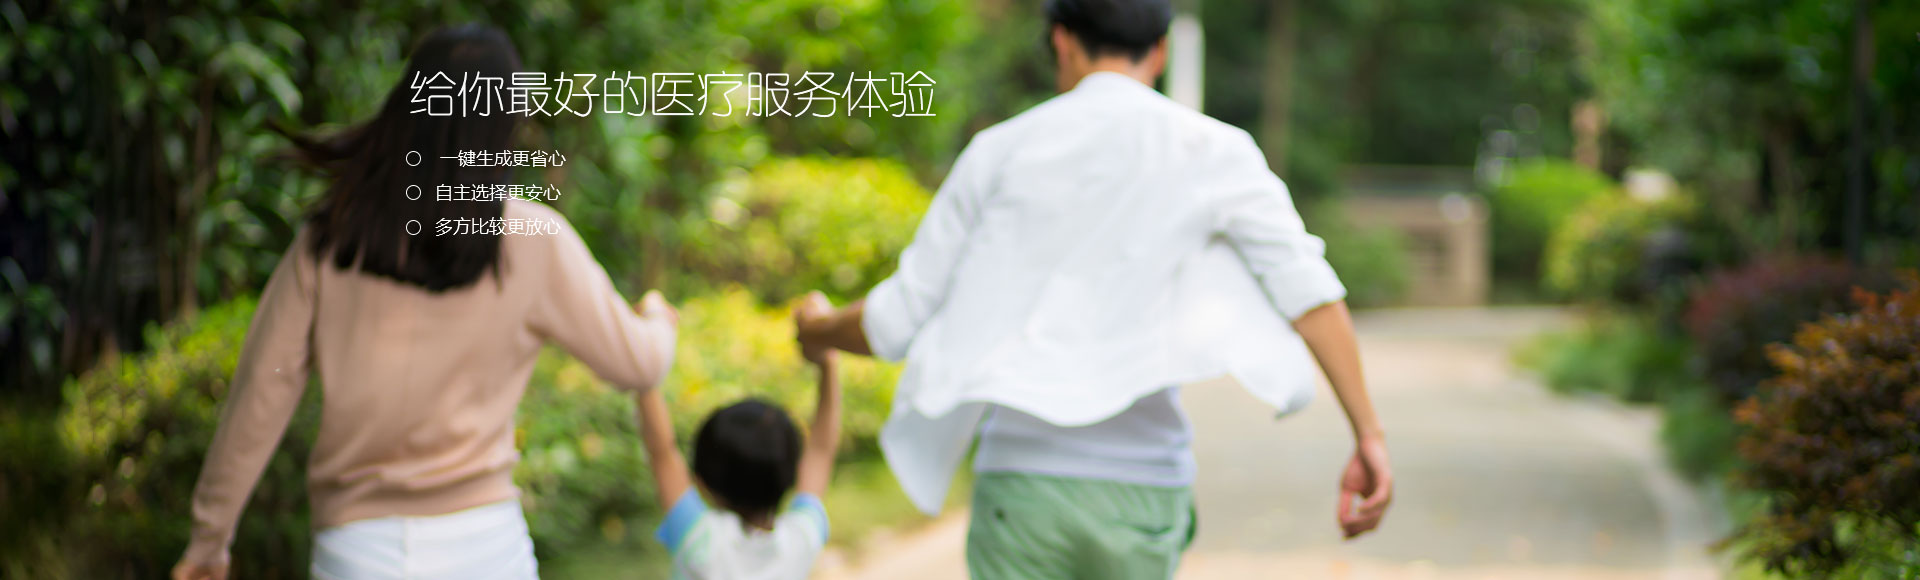 给你最好的医疗服务体验
一键生成更省心
自主选择更安心
多方比较更放心